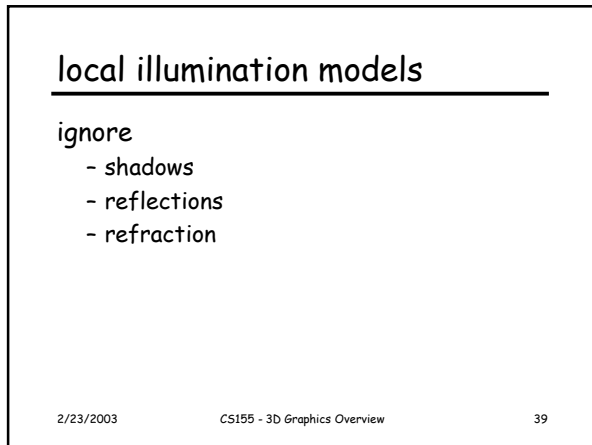 local illumination models
ignore
- shadows
- reflections
- refraction
2/23/2003 CS155 - 3D Graphics Overview 39